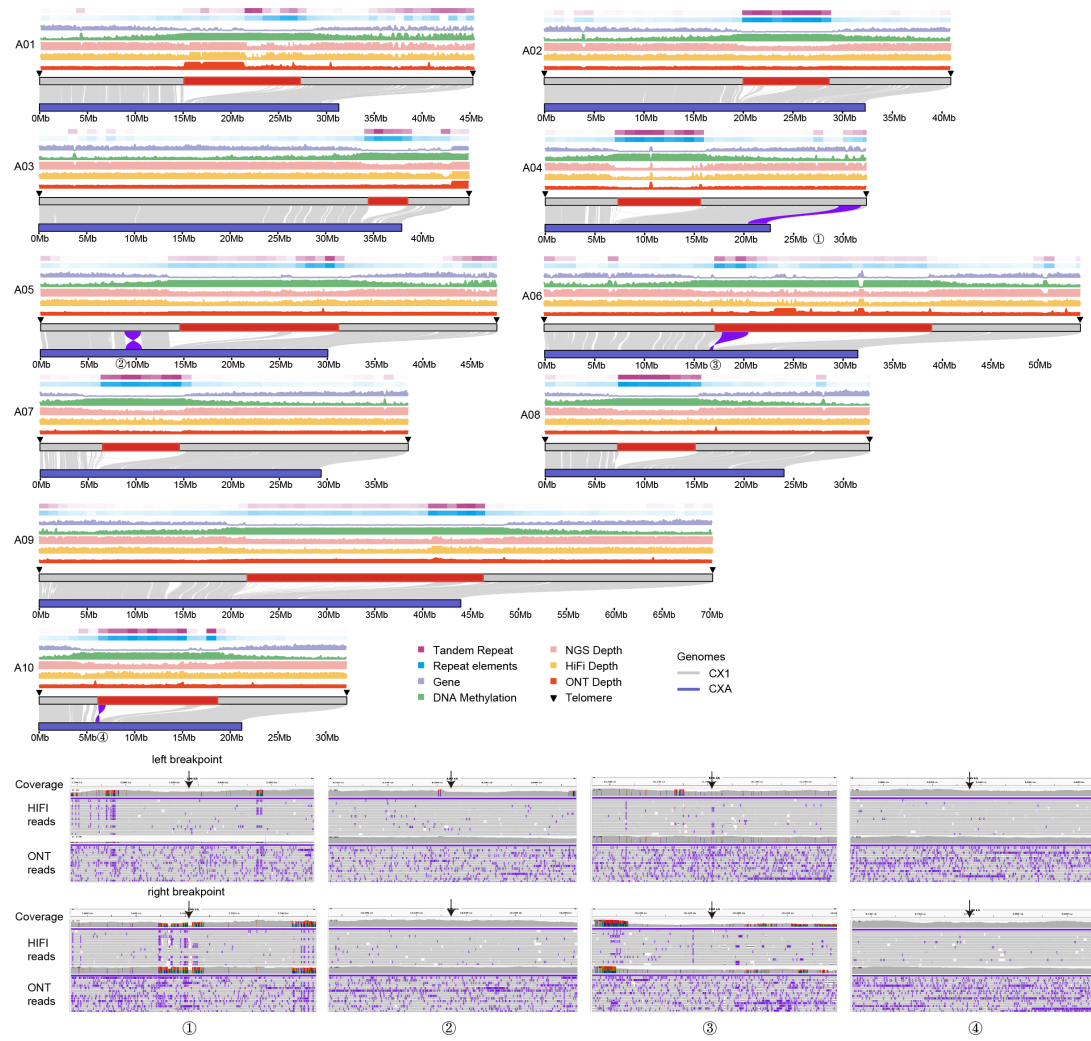 A01
0Mb 5Mb 10Mb 15Mb 20Mb 25Mb 30Mb 35Mb 40Mb 45Mb
A02
0Mb 5Mb 10Mb 15Mb 20Mb 25Mb 30Mb 40Mb
A03
0Mb 5Mb 10Mb 15Mb 20Mb 25Mb 30Mb 35Mb 40Mb
A04
0Mb 5Mb 10Mb 15Mb 20Mb 25Mb ① 30Mb
A05
0Mb 5Mb ② 10Mb 15Mb 20Mb 25Mb 30Mb 35Mb 40Mb 45Mb
A06
0Mb 5Mb 10Mb 15Mb ③ 20Mb 25Mb 30Mb 35Mb 40Mb 45Mb 50Mb
A07
0Mb 5Mb 10Mb 15Mb 20Mb 25Mb 30Mb 35Mb
A08
0Mb 5Mb 10Mb 15Mb 20Mb 25Mb 30Mb
A09
0Mb 5Mb 10Mb 15Mb 20Mb 25Mb 30Mb 35Mb 40Mb 45Mb 50Mb 55Mb 60Mb 65Mb 70Mb
A10
0Mb 5Mb ④ 10Mb 15Mb 20Mb 25Mb 30Mb
Tandem Repeat
Repeat elements
Gene
DNA Methylation
NGS Depth
HiFi Depth
ONT Depth
Telomere
Genomes
CX1
CXA
left breakpoint
Coverage
HIFI
reads
ONT
reads
right breakpoint
Coverage
HIFI
reads
ONT
reads
① ② ③ ④